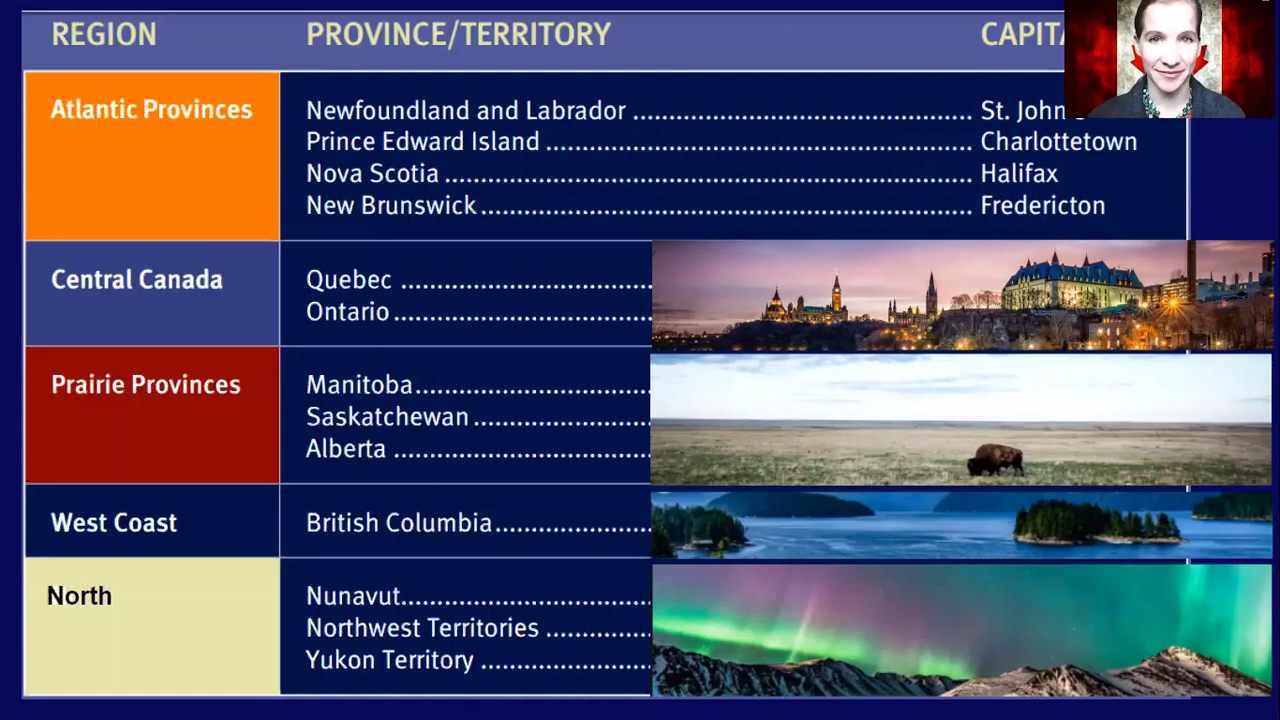 REGION PROVINCE/TERRITORY
Atlantic Provinces Newfoundland and Labrador ........................................... St. John
Prince Edward Island ...................................................... Charlottetown
Nova Scotia .................................................................... Halifax
New Brunswick............................................................... Fredericton
Central Canada Quebec ................................
Ontario .................................
Prairie Provinces Manitoba..............................
Saskatchewan ......................
Alberta .................................
West Coast British Columbia....................
North Nunavut................................
Northwest Territories .............
Yukon Territory .....................